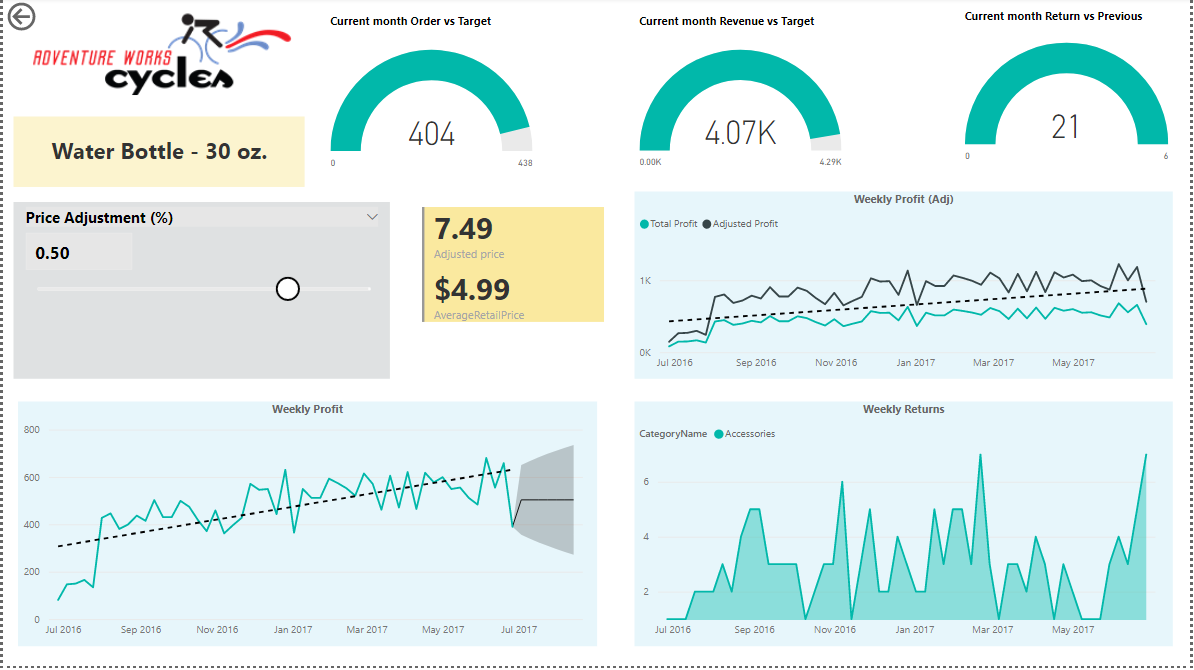 ADVENTURE WORKS
cycles
Current month Order vs Target
404
0
438
Current month Revenue vs Target
4.07K
0.00K
4.29K
Current month Return vs Previous
21
0
6
Water Bottle - 30 oz.
Price Adjustment (%)
0.50
7.49
Adjusted price
$4.99
AverageRetailPrice
Weekly Profit (Adj)
Total Profit Adjusted Profit
1K
0K
Jul 2016 Sep 2016 Nov 2016 Jan 2017 Mar 2017 May 2017
Weekly Profit
800
600
400
200
0
Jul 2016 Sep 2016 Nov 2016 Jan 2017 Mar 2017 May 2017 Jul 2017
Weekly Returns
CategoryName Accessories
6
4
2
Jul 2016 Sep 2016 Nov 2016 Jan 2017 Mar 2017 May 2017